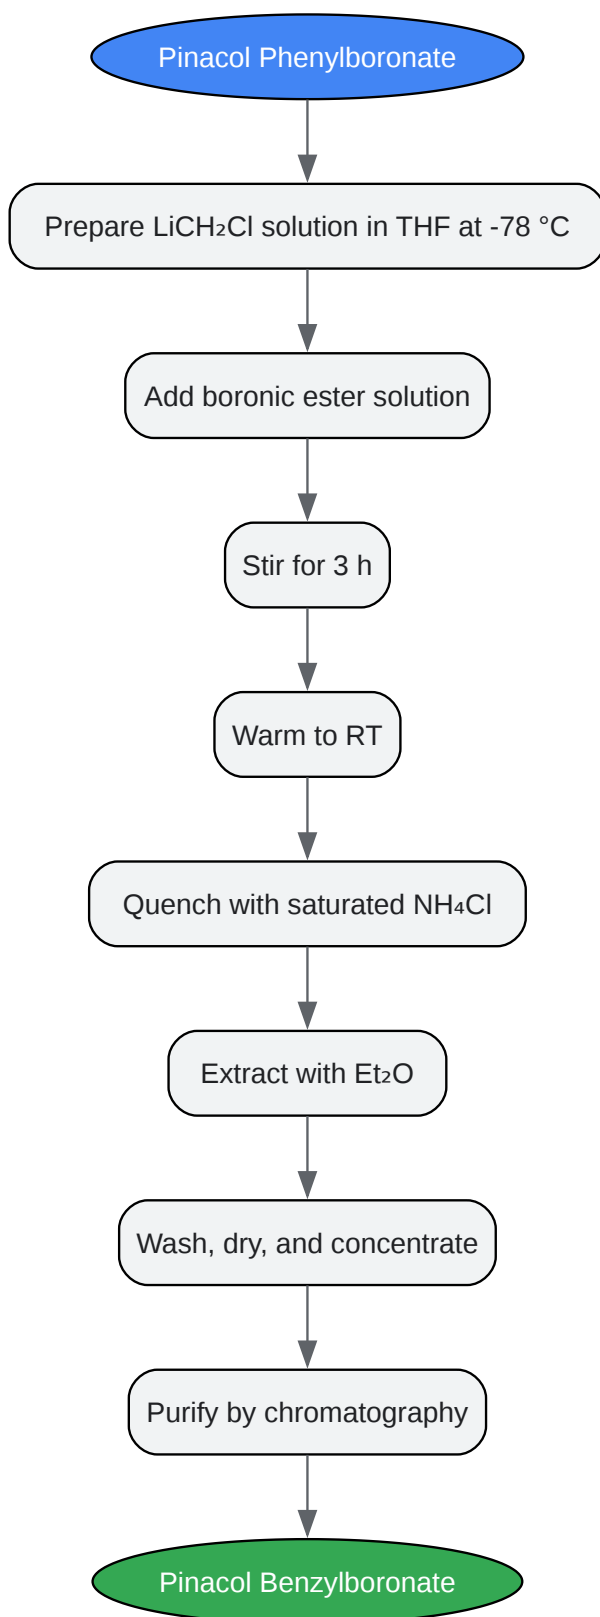 Pinacol Phenylboronate
Prepare LiCH₂Cl solution in THF at -78 °C
Add boronic ester solution
Stir for 3 h
Warm to RT
Quench with saturated NH₄Cl
Extract with Et₂O
Wash, dry, and concentrate
Purify by chromatography
Pinacol Benzylboronate